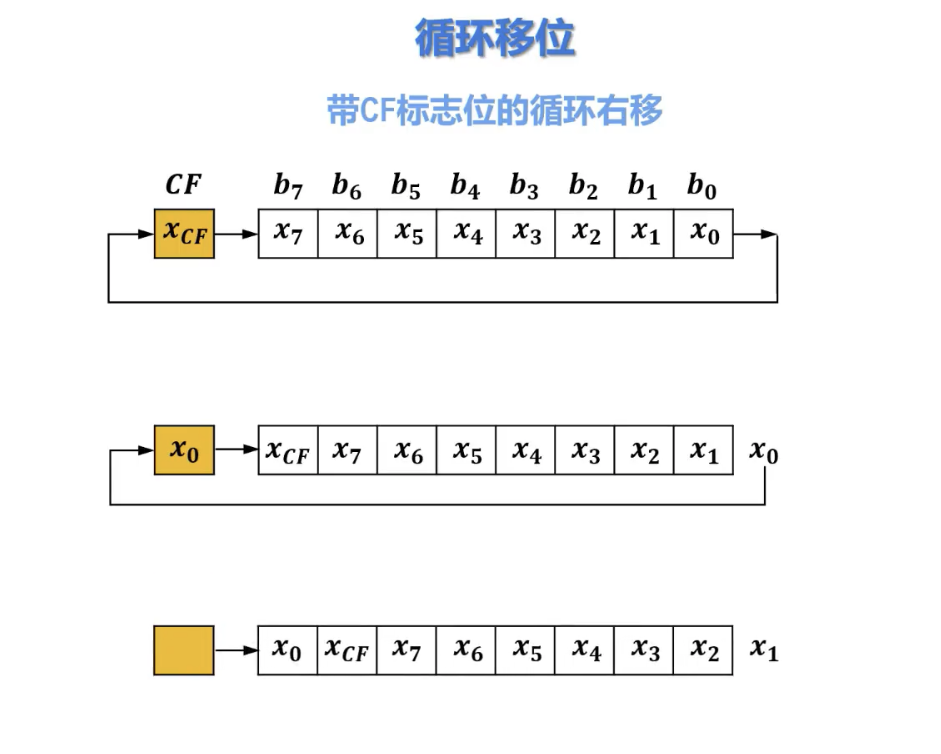 循环移位
带CF标志位的循环右移
CF b₇ b₆ b₅ b₄ b₃ b₂ b₁ b₀
x_CF x₇ x₆ x₅ x₄ x₃ x₂ x₁ x₀
x₀ x_CF x₇ x₆ x₅ x₄ x₃ x₂ x₁ x₀
x₀ x_CF x₇ x₆ x₅ x₄ x₃ x₂ x₁